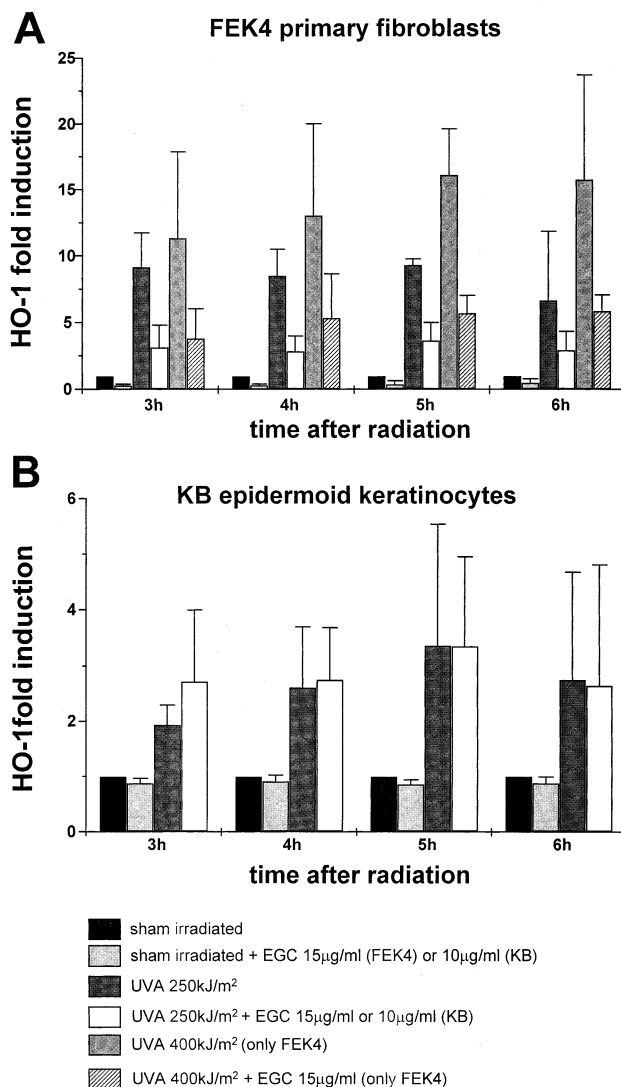 A
FEK4 primary fibroblasts
HO-1 fold induction
25
20
15
10
5
0
3h 4h 5h 6h
time after radiation
B
KB epidermoid keratinocytes
HO-1fold induction
6
4
2
0
3h 4h 5h 6h
time after radiation
sham irradiated
sham irradiated + EGC 15µg/ml (FEK4) or 10µg/ml (KB)
UVA 250kJ/m²
UVA 250kJ/m² + EGC 15µg/ml or 10µg/ml (KB)
UVA 400kJ/m² (only FEK4)
UVA 400kJ/m² + EGC 15µg/ml (only FEK4)